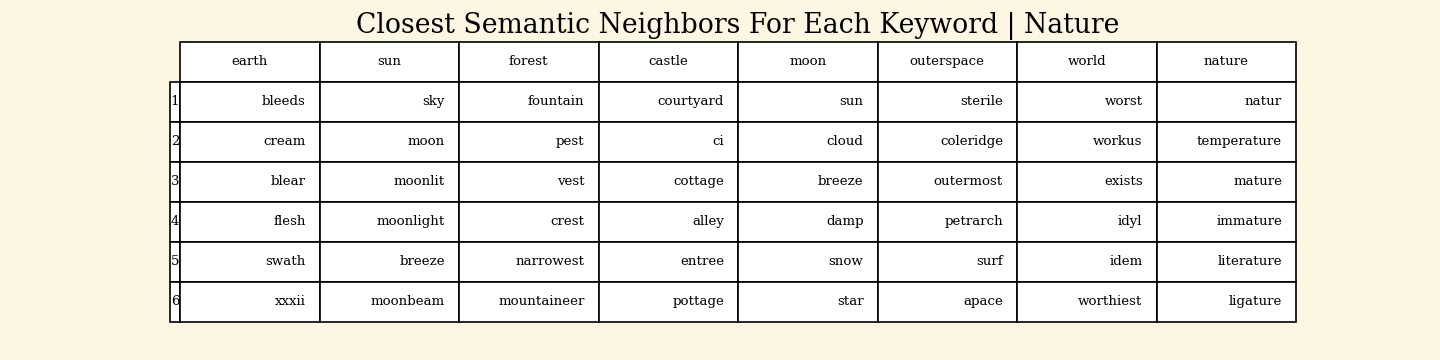 Closest Semantic Neighbors For Each Keyword | Nature
earth sun forest castle moon outerspace world nature
1 bleeds sky fountain courtyard sun sterile worst natur
2 cream moon pest ci cloud coleridge workus temperature
3 blear moonlit vest cottage breeze outermost exists mature
4 flesh moonlight crest alley damp petrarch idyl immature
5 swath breeze narrowest entree snow surf idem literature
6 xxxii moonbeam mountaineer pottage star apace worthiest ligature